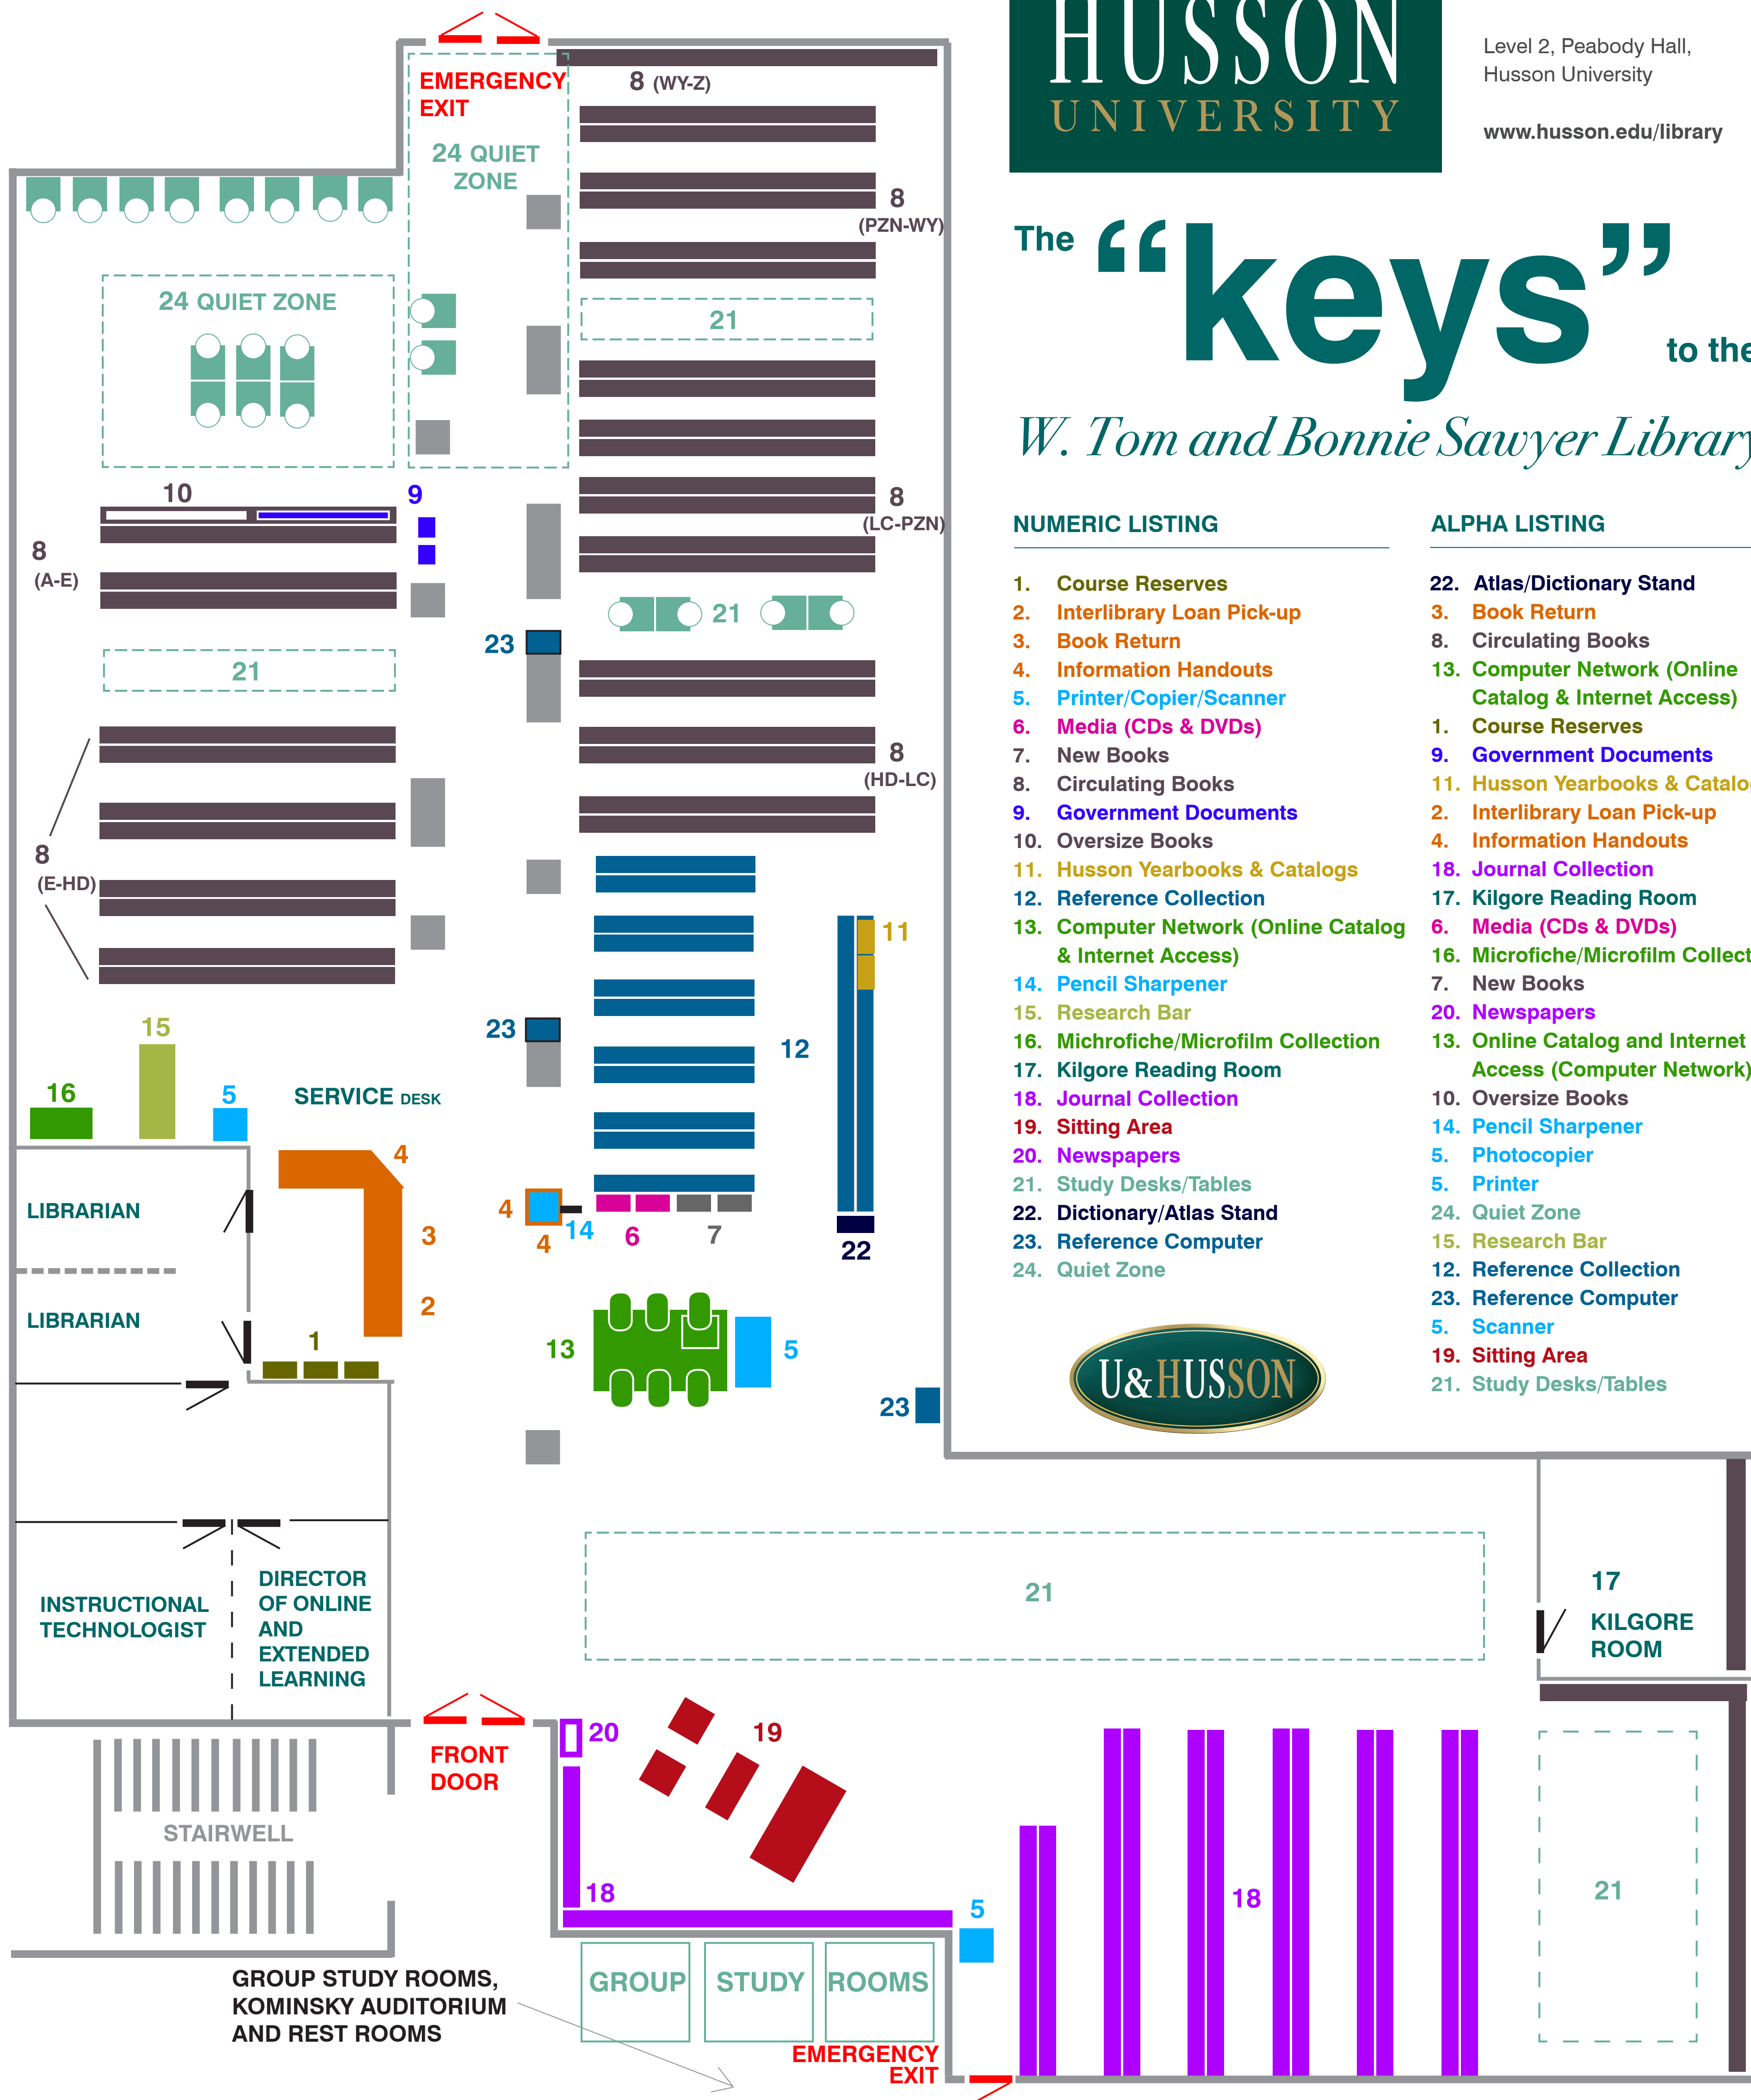 HUSSON
UNIVERSITY
Level 2, Peabody Hall,
Husson University
www.husson.edu/library
The “keys” to the
W. Tom and Bonnie Sawyer Library
NUMERIC LISTING
1. Course Reserves
2. Interlibrary Loan Pick-up
3. Book Return
4. Information Handouts
5. Printer/Copier/Scanner
6. Media (CDs & DVDs)
7. New Books
8. Circulating Books
9. Government Documents
10. Oversize Books
11. Husson Yearbooks & Catalogs
12. Reference Collection
13. Computer Network (Online Catalog
& Internet Access)
14. Pencil Sharpener
15. Research Bar
16. Michrofiche/Microfilm Collection
17. Kilgore Reading Room
18. Journal Collection
19. Sitting Area
20. Newspapers
21. Study Desks/Tables
22. Dictionary/Atlas Stand
23. Reference Computer
24. Quiet Zone
ALPHA LISTING
22. Atlas/Dictionary Stand
3. Book Return
8. Circulating Books
13. Computer Network (Online
Catalog & Internet Access)
1. Course Reserves
9. Government Documents
11. Husson Yearbooks & Catalo
2. Interlibrary Loan Pick-up
4. Information Handouts
18. Journal Collection
17. Kilgore Reading Room
6. Media (CDs & DVDs)
16. Microfiche/Microfilm Collect
7. New Books
20. Newspapers
13. Online Catalog and Internet
Access (Computer Network)
10. Oversize Books
14. Pencil Sharpener
5. Photocopier
5. Printer
24. Quiet Zone
15. Research Bar
12. Reference Collection
23. Reference Computer
5. Scanner
19. Sitting Area
21. Study Desks/Tables
U&HUSSON
EMERGENCY
EXIT
8 (WY-Z)
24 QUIET
ZONE
8
(PZN-WY)
24 QUIET ZONE
21
10
9
8
(LC-PZN)
8
(A-E)
21
23
21
8
(HD-LC)
8
(E-HD)
11
15
23
12
16
5
SERVICE DESK
4
LIBRARIAN
4
14
3
4
6
7
22
LIBRARIAN
2
1
13
5
23
21
17
KILGORE
ROOM
INSTRUCTIONAL
TECHNOLOGIST
DIRECTOR
OF ONLINE
AND
EXTENDED
LEARNING
20
19
FRONT
DOOR
STAIRWELL
18
18
21
5
GROUP STUDY ROOMS,
KOMINSKY AUDITORIUM
AND REST ROOMS
GROUP
STUDY
ROOMS
EMERGENCY
EXIT